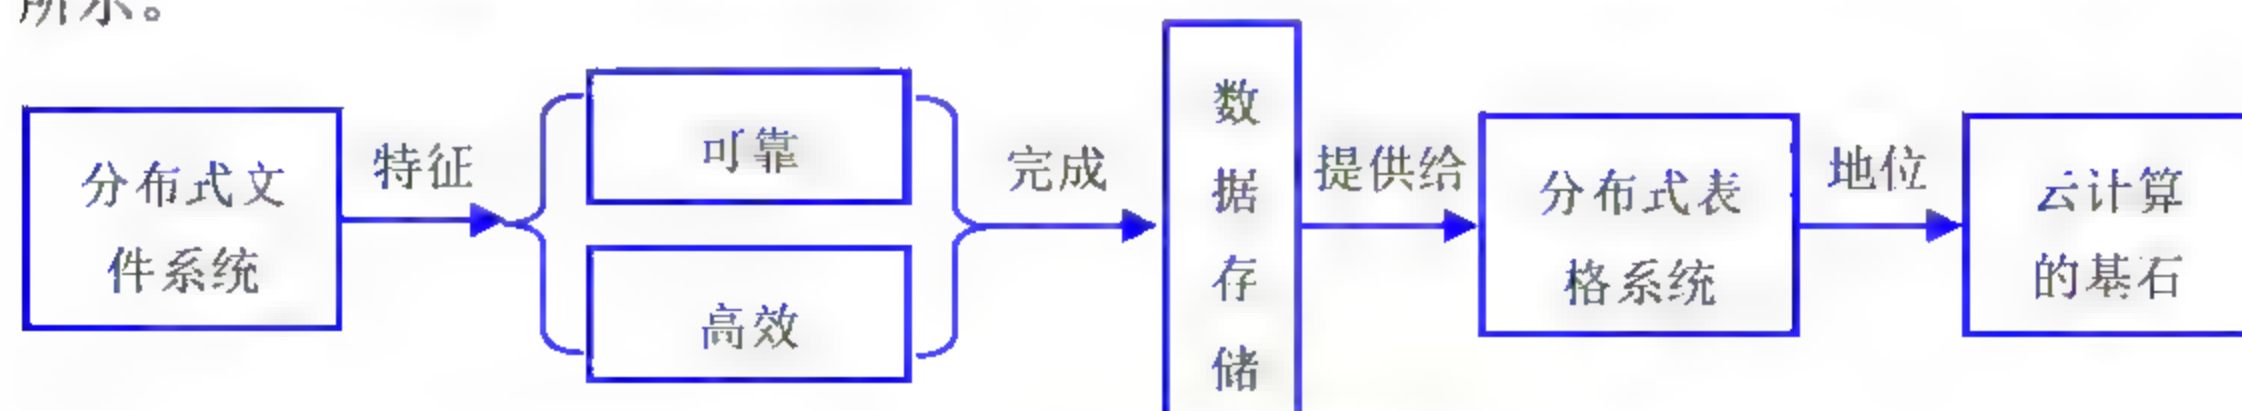 所示。
分布式文
件系统
特征
可靠
高效
完成
数
据
存
储
提供给
分布式表
格系统
地位
云计算
的基石